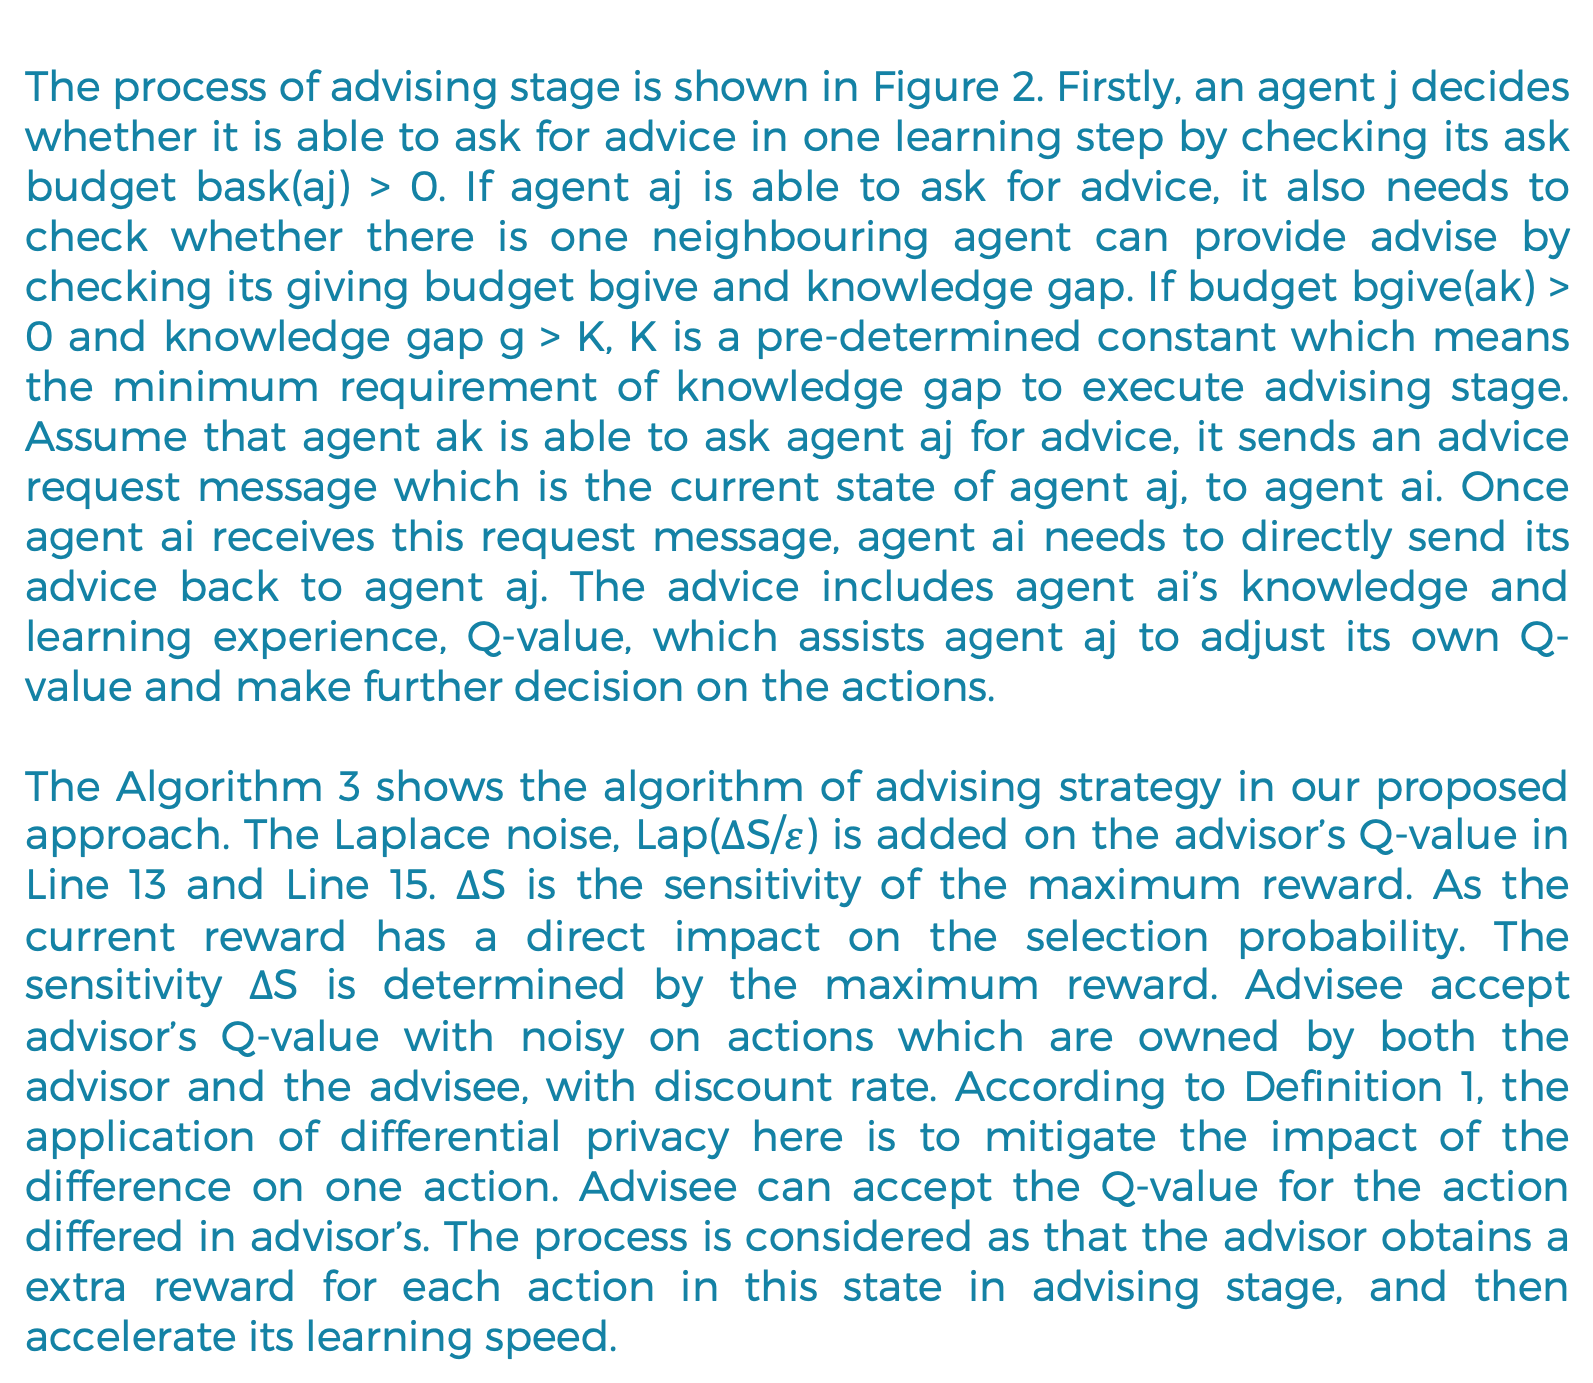 The process of advising stage is shown in Figure 2. Firstly, an agent j decides
whether it is able to ask for advice in one learning step by checking its ask
budget bask(aj) > 0. If agent aj is able to ask for advice, it also needs to
check whether there is one neighbouring agent can provide advise by
checking its giving budget bgive and knowledge gap. If budget bgive(ak) >
0 and knowledge gap g > K, K is a pre-determined constant which means
the minimum requirement of knowledge gap to execute advising stage.
Assume that agent ak is able to ask agent aj for advice, it sends an advice
request message which is the current state of agent aj, to agent ai. Once
agent ai receives this request message, agent ai needs to directly send its
advice back to agent aj. The advice includes agent ai’s knowledge and
learning experience, Q-value, which assists agent aj to adjust its own Q-
value and make further decision on the actions.
The Algorithm 3 shows the algorithm of advising strategy in our proposed
approach. The Laplace noise, Lap(ΔS/ε) is added on the advisor’s Q-value in
Line 13 and Line 15. ΔS is the sensitivity of the maximum reward. As the
current reward has a direct impact on the selection probability. The
sensitivity ΔS is determined by the maximum reward. Advisee accept
advisor’s Q-value with noisy on actions which are owned by both the
advisor and the advisee, with discount rate. According to Definition 1, the
application of differential privacy here is to mitigate the impact of the
difference on one action. Advisee can accept the Q-value for the action
differed in advisor’s. The process is considered as that the advisor obtains a
extra reward for each action in this state in advising stage, and then
accelerate its learning speed.